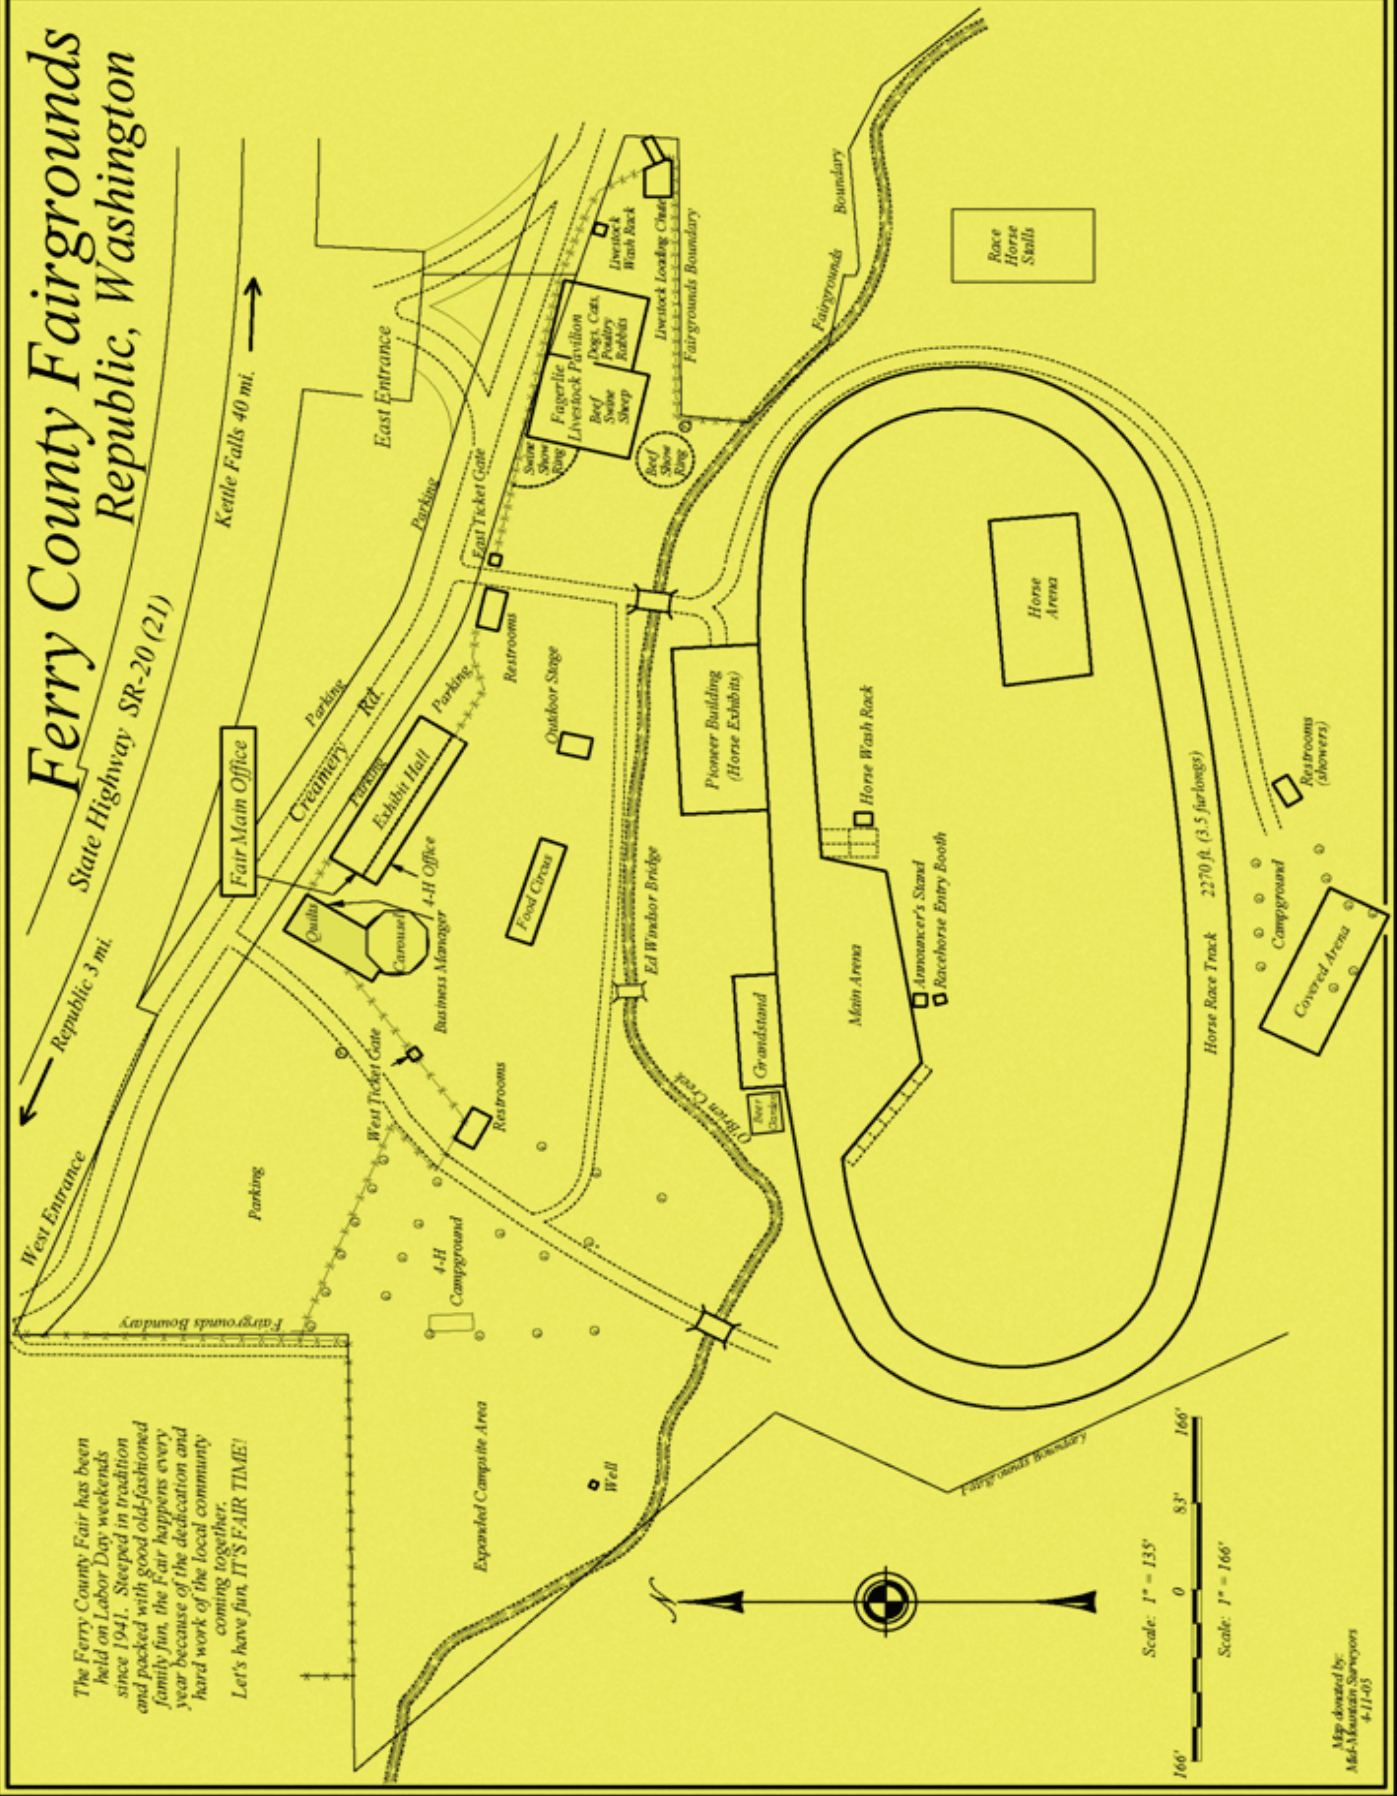 Ferry County Fairgrounds
Republic, Washington
State Highway SR-20 (21)
Kettle Falls 40 mi.
Republic 3 mi.
West Entrance
East Entrance
Parking
Parking
Creamery Rd.
Parking
Parking
Parking
Fair Main Office
Exhibit Hall
4-H Office
Quilts
Carousel
Business Manager
West Ticket Gate
Restrooms
Parking
Fairgrounds Boundary
4-H
Campground
Expanded Campsite Area
Well
East Ticket Gate
Restrooms
Outdoor Stage
Food Circus
Swine
Show
Ring
Fagerlie
Livestock Pavilion
Beef
Swine
Sheep
Dogs, Cats,
Poultry
Rabbits
Beef
Show
Ring
Livestock
Wash Rack
Livestock Loading Chute
Fairgrounds Boundary
Fairgrounds Boundary
Race
Horse
Stalls
Ed Windsor Bridge
O'Brien Creek
Pioneer Building
(Horse Exhibits)
Grandstand
Beer
Garden
Main Arena
Horse Wash Rack
Announcer's Stand
Racehorse Entry Booth
Horse
Arena
Horse Race Track 2270 ft. (3.5 furlongs)
Restrooms
(showers)
Campground
Covered Arena
Fairgrounds Boundary
The Ferry County Fair has been
held on Labor Day weekends
since 1941. Steeped in tradition
and packed with good old-fashioned
family fun, the Fair happens every
year because of the dedication and
hard work of the local community
coming together.
Let's have fun, IT'S FAIR TIME!
N
Scale: 1" = 135'
166' 0 83' 166'
Scale: 1" = 166'
Map donated by:
Mid-Mountain Surveyors
4-11-05